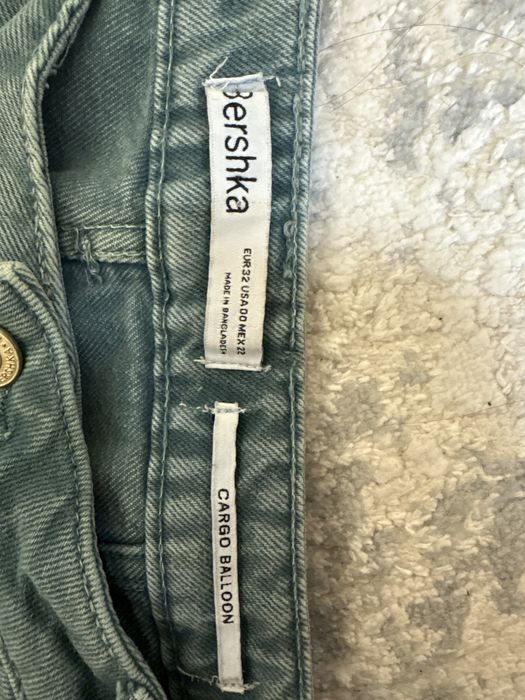 Bershka
EUR 32 USA 00 MEX 22
MADE IN BANGLADESH
CARGO BALLOON